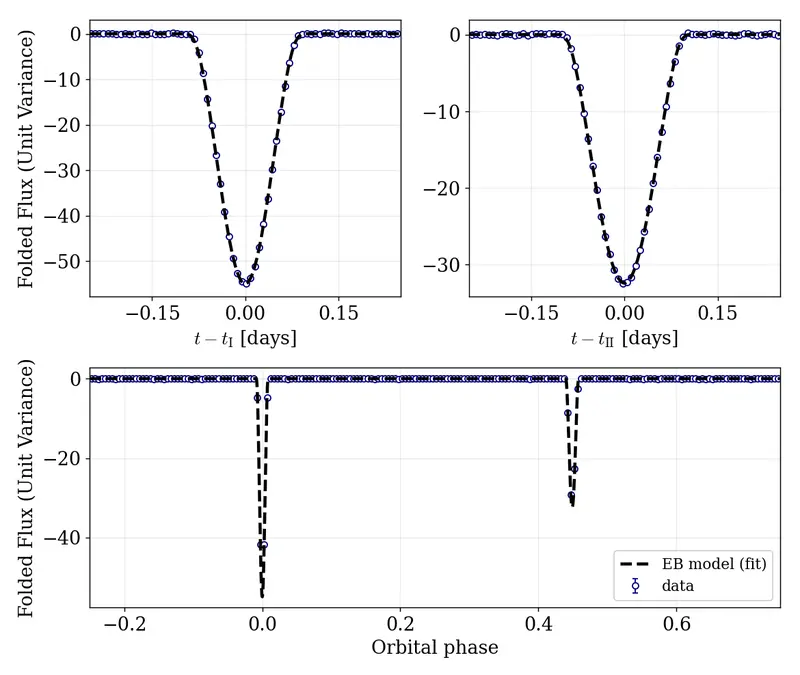 Folded Flux (Unit Variance)
0
−10
−20
−30
−40
−50
−0.15 0.00 0.15
t − t_I [days]
0
−10
−20
−30
−0.15 0.00 0.15
t − t_II [days]
Folded Flux (Unit Variance)
0
−20
−40
−0.2 0.0 0.2 0.4 0.6
Orbital phase
EB model (fit)
data